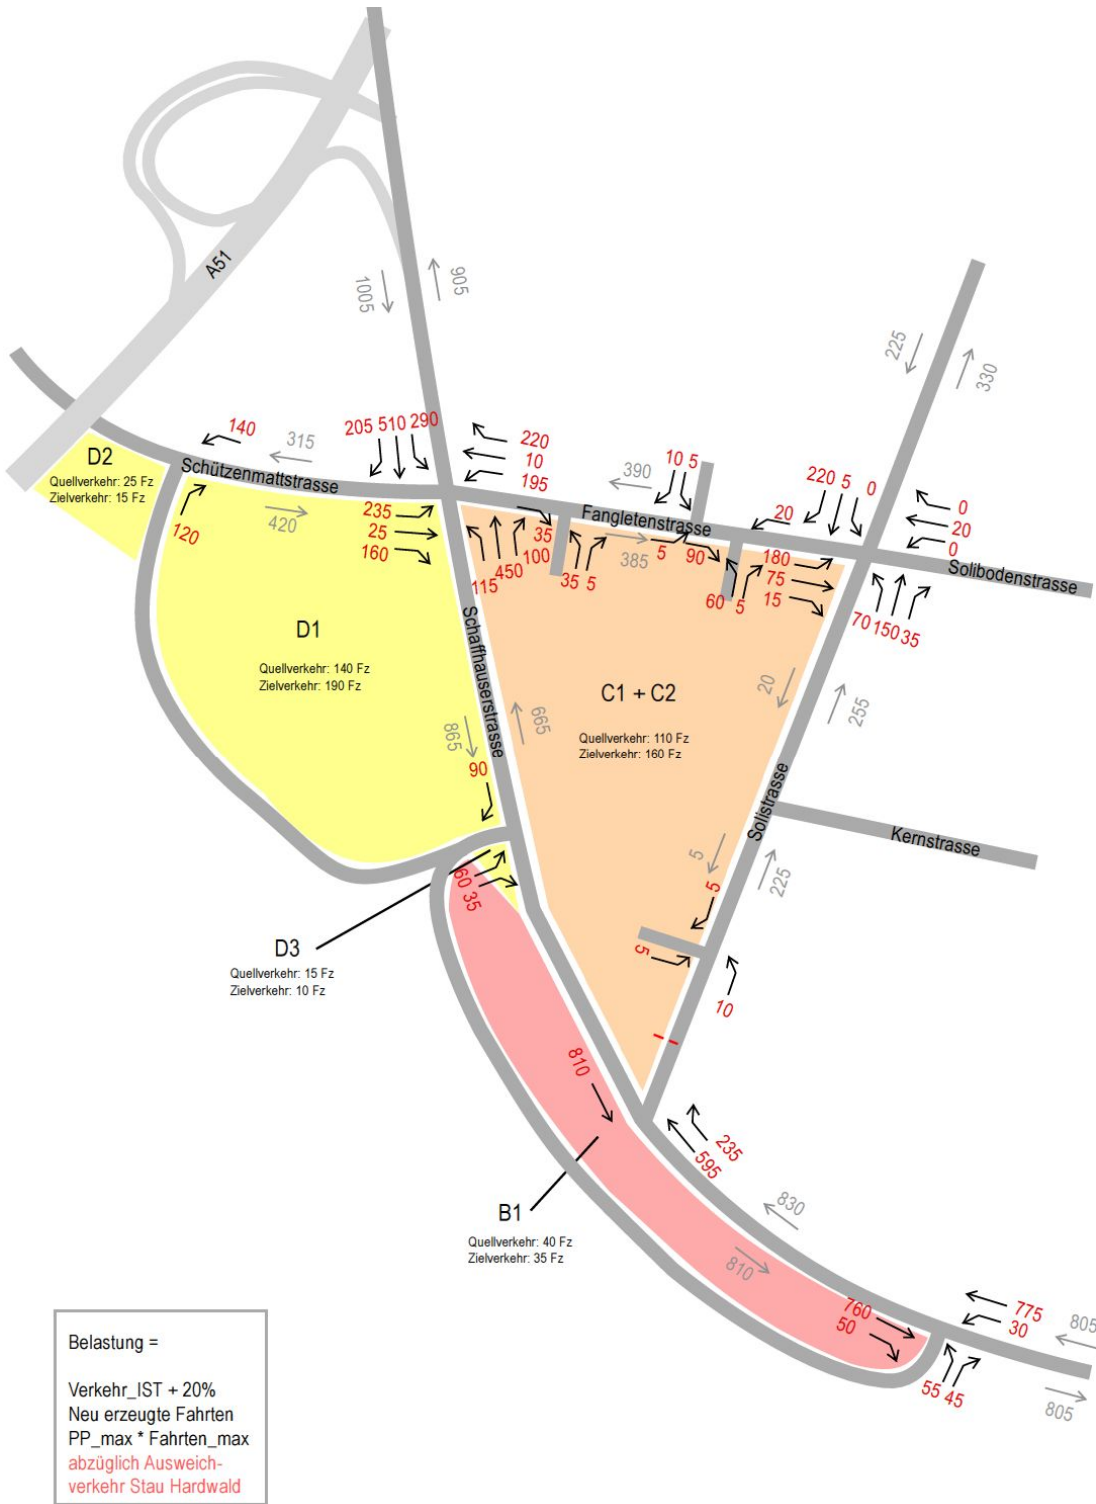 A51
1005
905
225
330
205 510 290
140
315
Schützenmattstrasse
420
D2
Quellverkehr: 25 Fz
Zielverkehr: 15 Fz
120
235
25
160
220
10
195
390
10 5
Fangletenstrasse
20
220 5 0
0
20
0
Solibodenstrasse
35
100
450
115
35 5
385
5
90
60
5
180
75
15
70 150 35
D1
Quellverkehr: 140 Fz
Zielverkehr: 190 Fz
Schaffhauserstrasse
865
665
90
C1 + C2
Quellverkehr: 110 Fz
Zielverkehr: 160 Fz
20
255
Solistrasse
Kernstrasse
5
225
5
5
10
60 35
D3
Quellverkehr: 15 Fz
Zielverkehr: 10 Fz
810
235
595
B1
Quellverkehr: 40 Fz
Zielverkehr: 35 Fz
830
810
760
50
775
30
805
55 45
805
Belastung =
Verkehr_IST + 20%
Neu erzeugte Fahrten
PP_max * Fahrten_max
abzüglich Ausweich-
verkehr Stau Hardwald